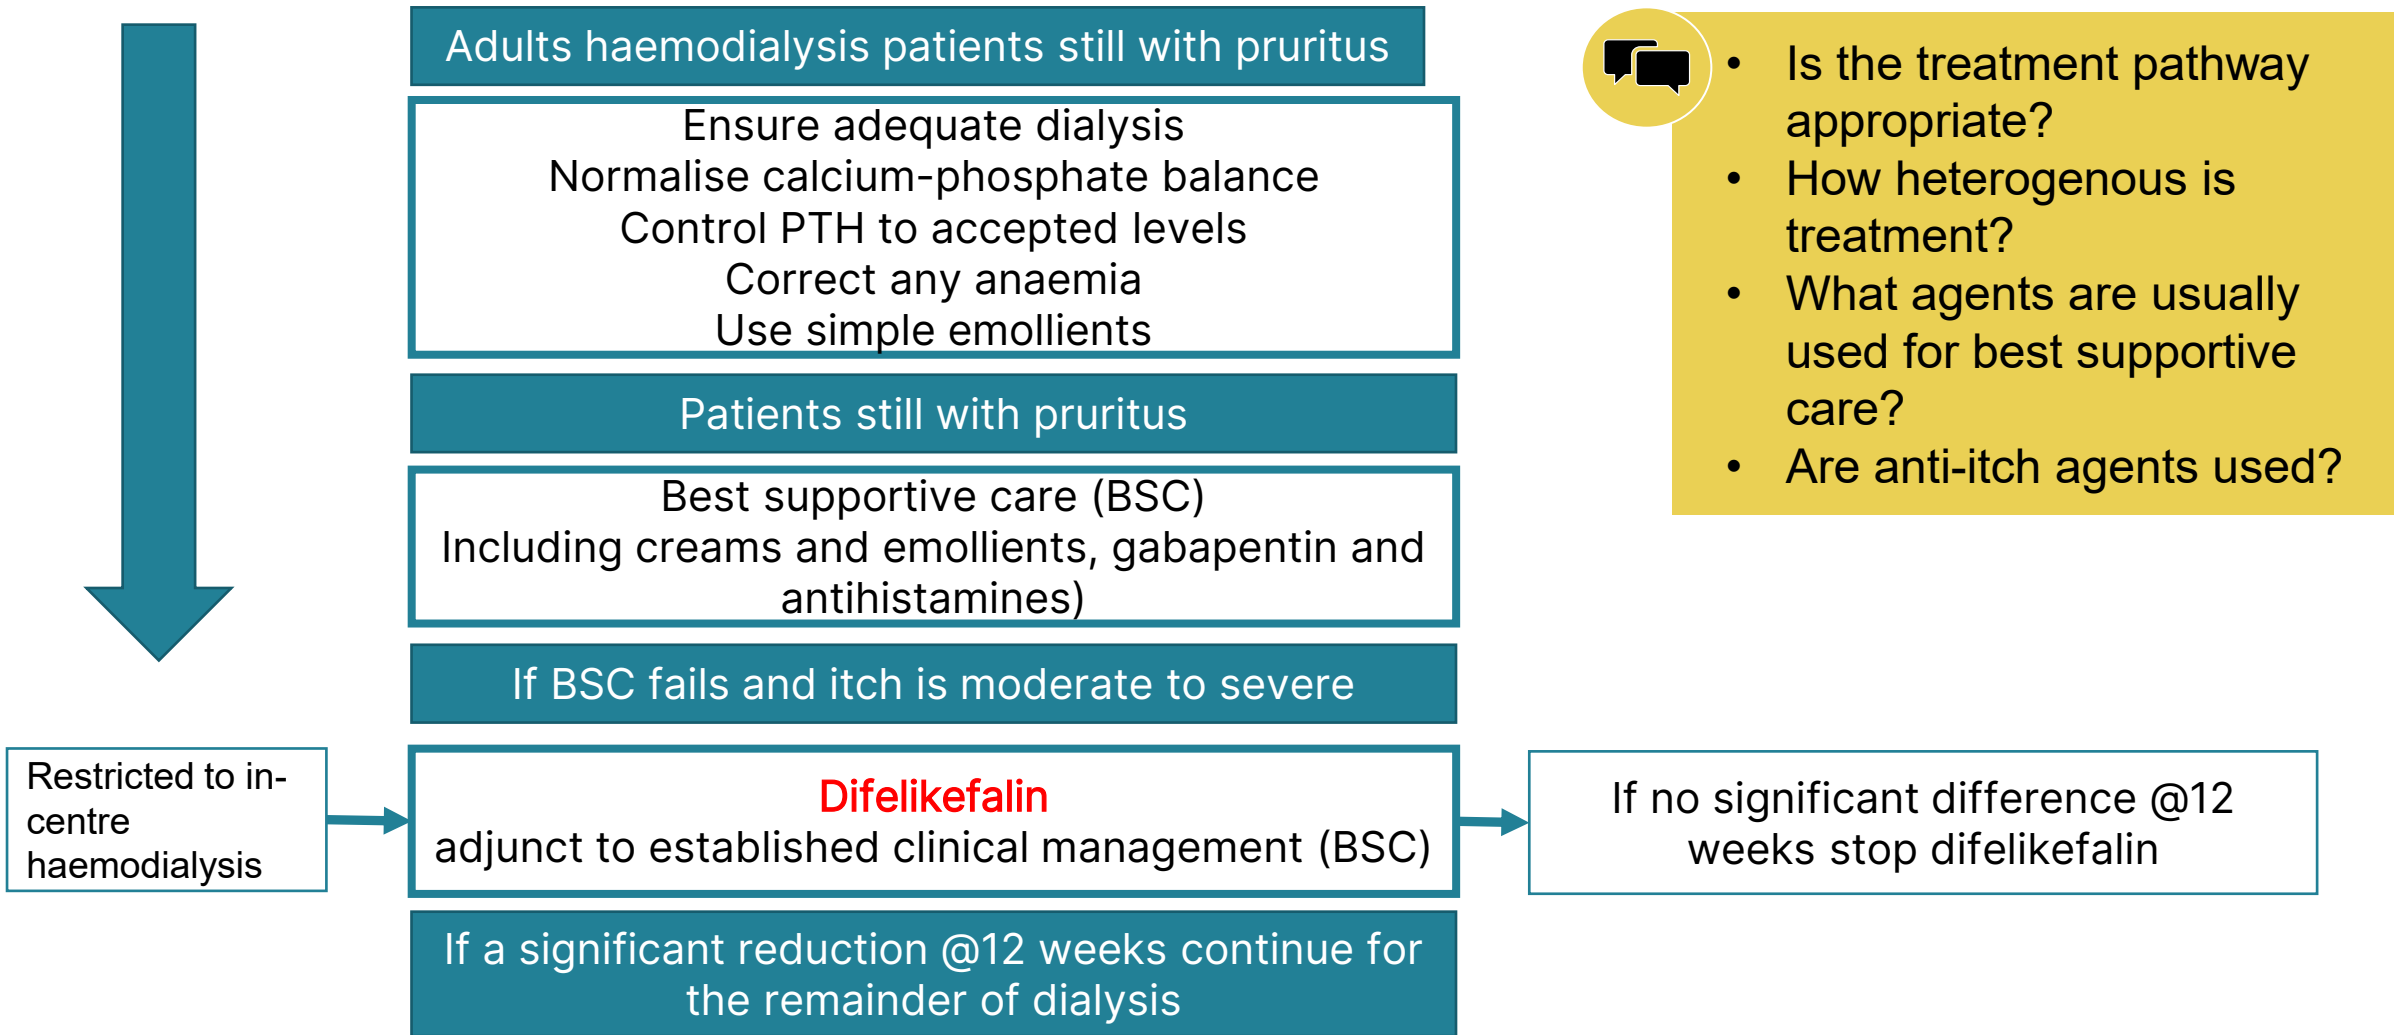 Adults haemodialysis patients still with pruritus
Ensure adequate dialysis
Normalise calcium-phosphate balance
Control PTH to accepted levels
Correct any anaemia
Use simple emollients
Patients still with pruritus
Best supportive care (BSC)
Including creams and emollients, gabapentin and
antihistamines)
If BSC fails and itch is moderate to severe
Restricted to in-
centre
haemodialysis
Difelikefalin
adjunct to established clinical management (BSC)
If no significant difference @12
weeks stop difelikefalin
If a significant reduction @12 weeks continue for
the remainder of dialysis
• Is the treatment pathway
appropriate?
• How heterogenous is
treatment?
• What agents are usually
used for best supportive
care?
• Are anti-itch agents used?